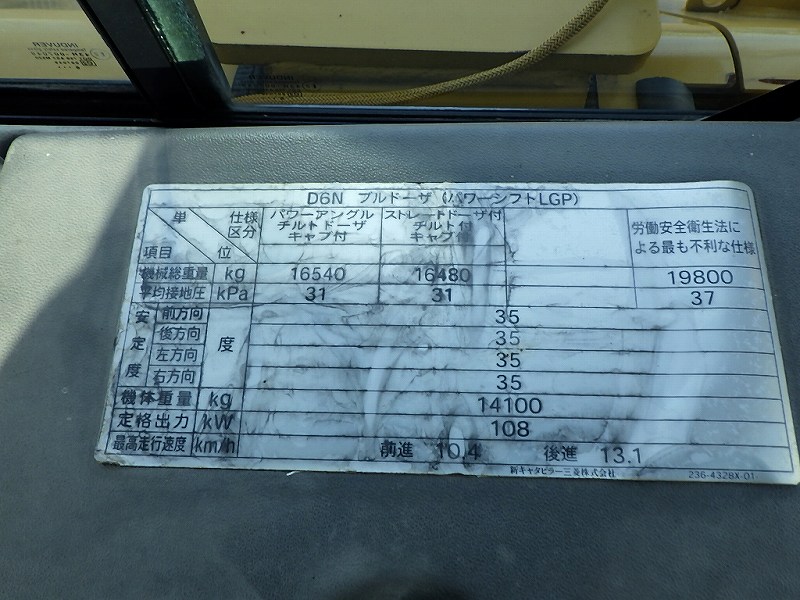 D6N ブルドーザ (パワーシフトLGP)
単 仕様 パワーアングル ストレートドーザ付 労働安全衛生法に
区分 チルトドーザ チルト付 よる最も不利な仕様
項目 位 キャブ付 キャブ付
機械総重量 kg 16540 16480 19800
平均接地圧 kPa 31 31 37
安定度 度
前方向 35
後方向 35
左方向 35
右方向 35
機体重量 kg 14100
定格出力 kW 108
最高走行速度 km/h 前進 10.4 後進 13.1
新キャタピラー三菱株式会社 236-4328X-01